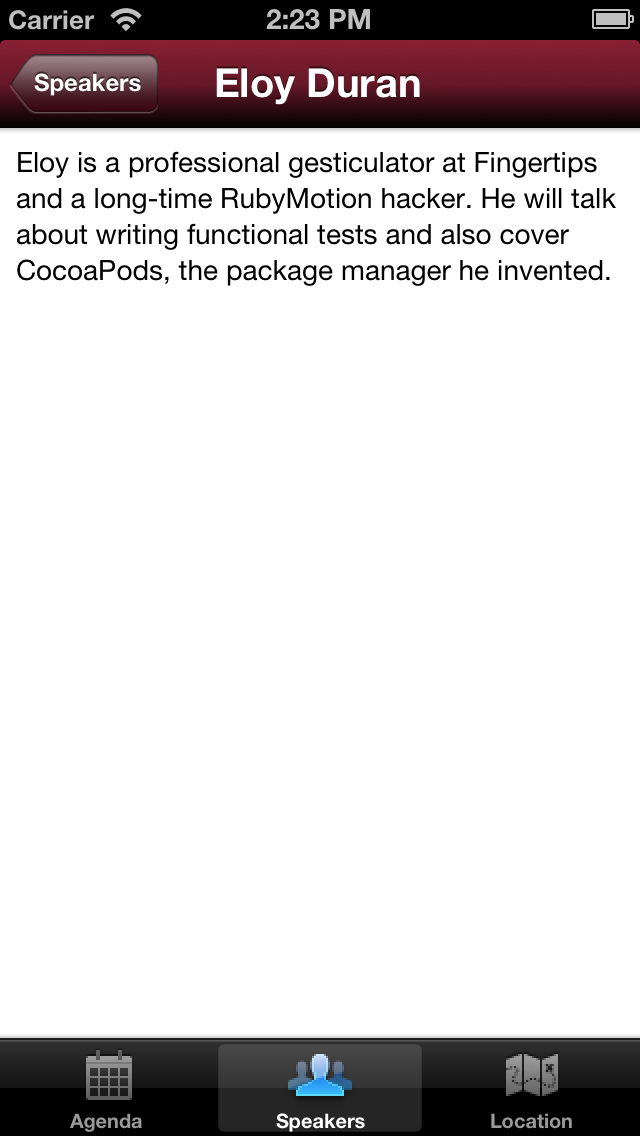 Carrier 2:23 PM
Speakers Eloy Duran
Eloy is a professional gesticulator at Fingertips
and a long-time RubyMotion hacker. He will talk
about writing functional tests and also cover
CocoaPods, the package manager he invented.
Agenda Speakers Location